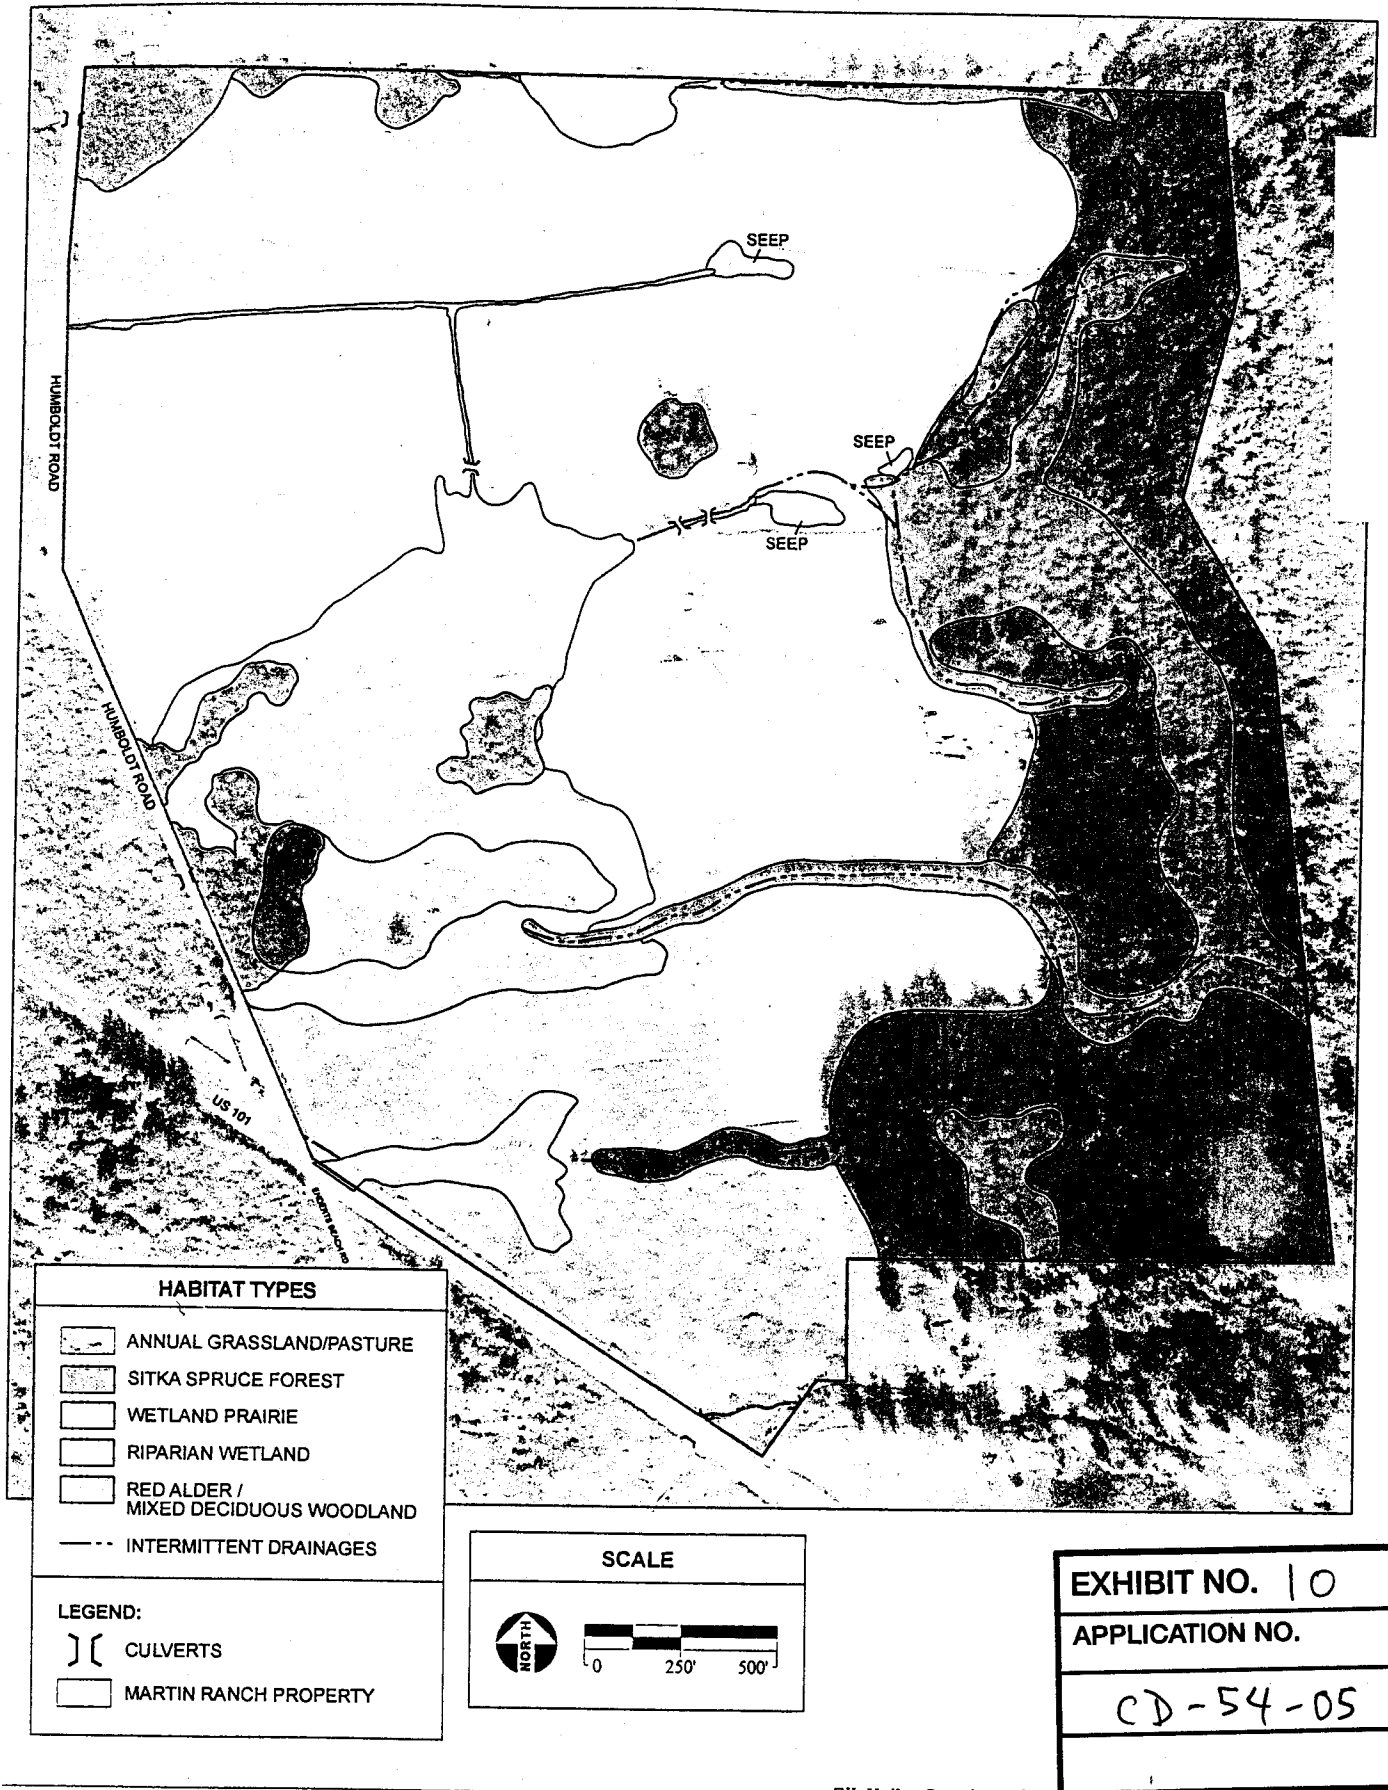 SEEP
HUMBOLDT ROAD
SEEP
SEEP
HUMBOLDT ROAD
US 101
HABITAT TYPES
ANNUAL GRASSLAND/PASTURE
SITKA SPRUCE FOREST
WETLAND PRAIRIE
RIPARIAN WETLAND
RED ALDER /
MIXED DECIDUOUS WOODLAND
INTERMITTENT DRAINAGES
LEGEND:
CULVERTS
MARTIN RANCH PROPERTY
SCALE
NORTH
0 250' 500'
EXHIBIT NO. 10
APPLICATION NO.
CD-54-05